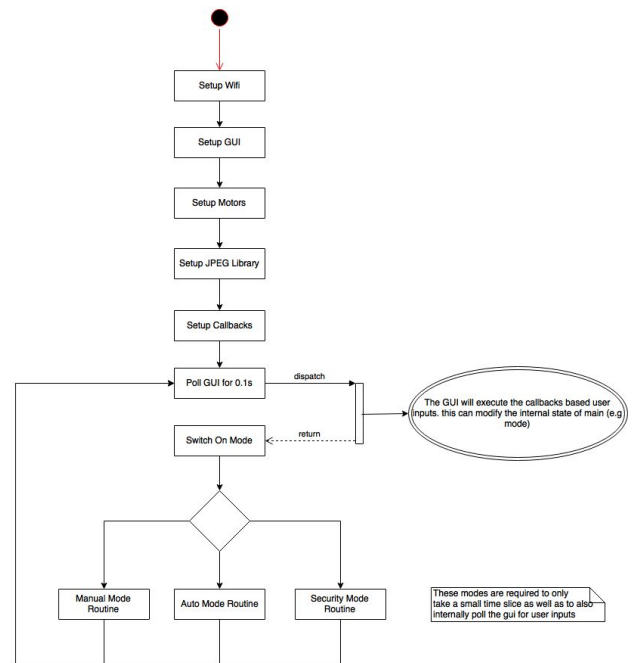 Setup Wifi
Setup GUI
Setup Motors
Setup JPEG Library
Setup Callbacks
Poll GUI for 0.1s
dispatch
The GUI will execute the callbacks based user
inputs. this can modify the internal state of main (e.g
mode)
return
Switch On Mode
Manual Mode
Routine
Auto Mode Routine
Security Mode
Routine
These modes are required to only
take a small time slice as well as to also
internally poll the gui for user inputs